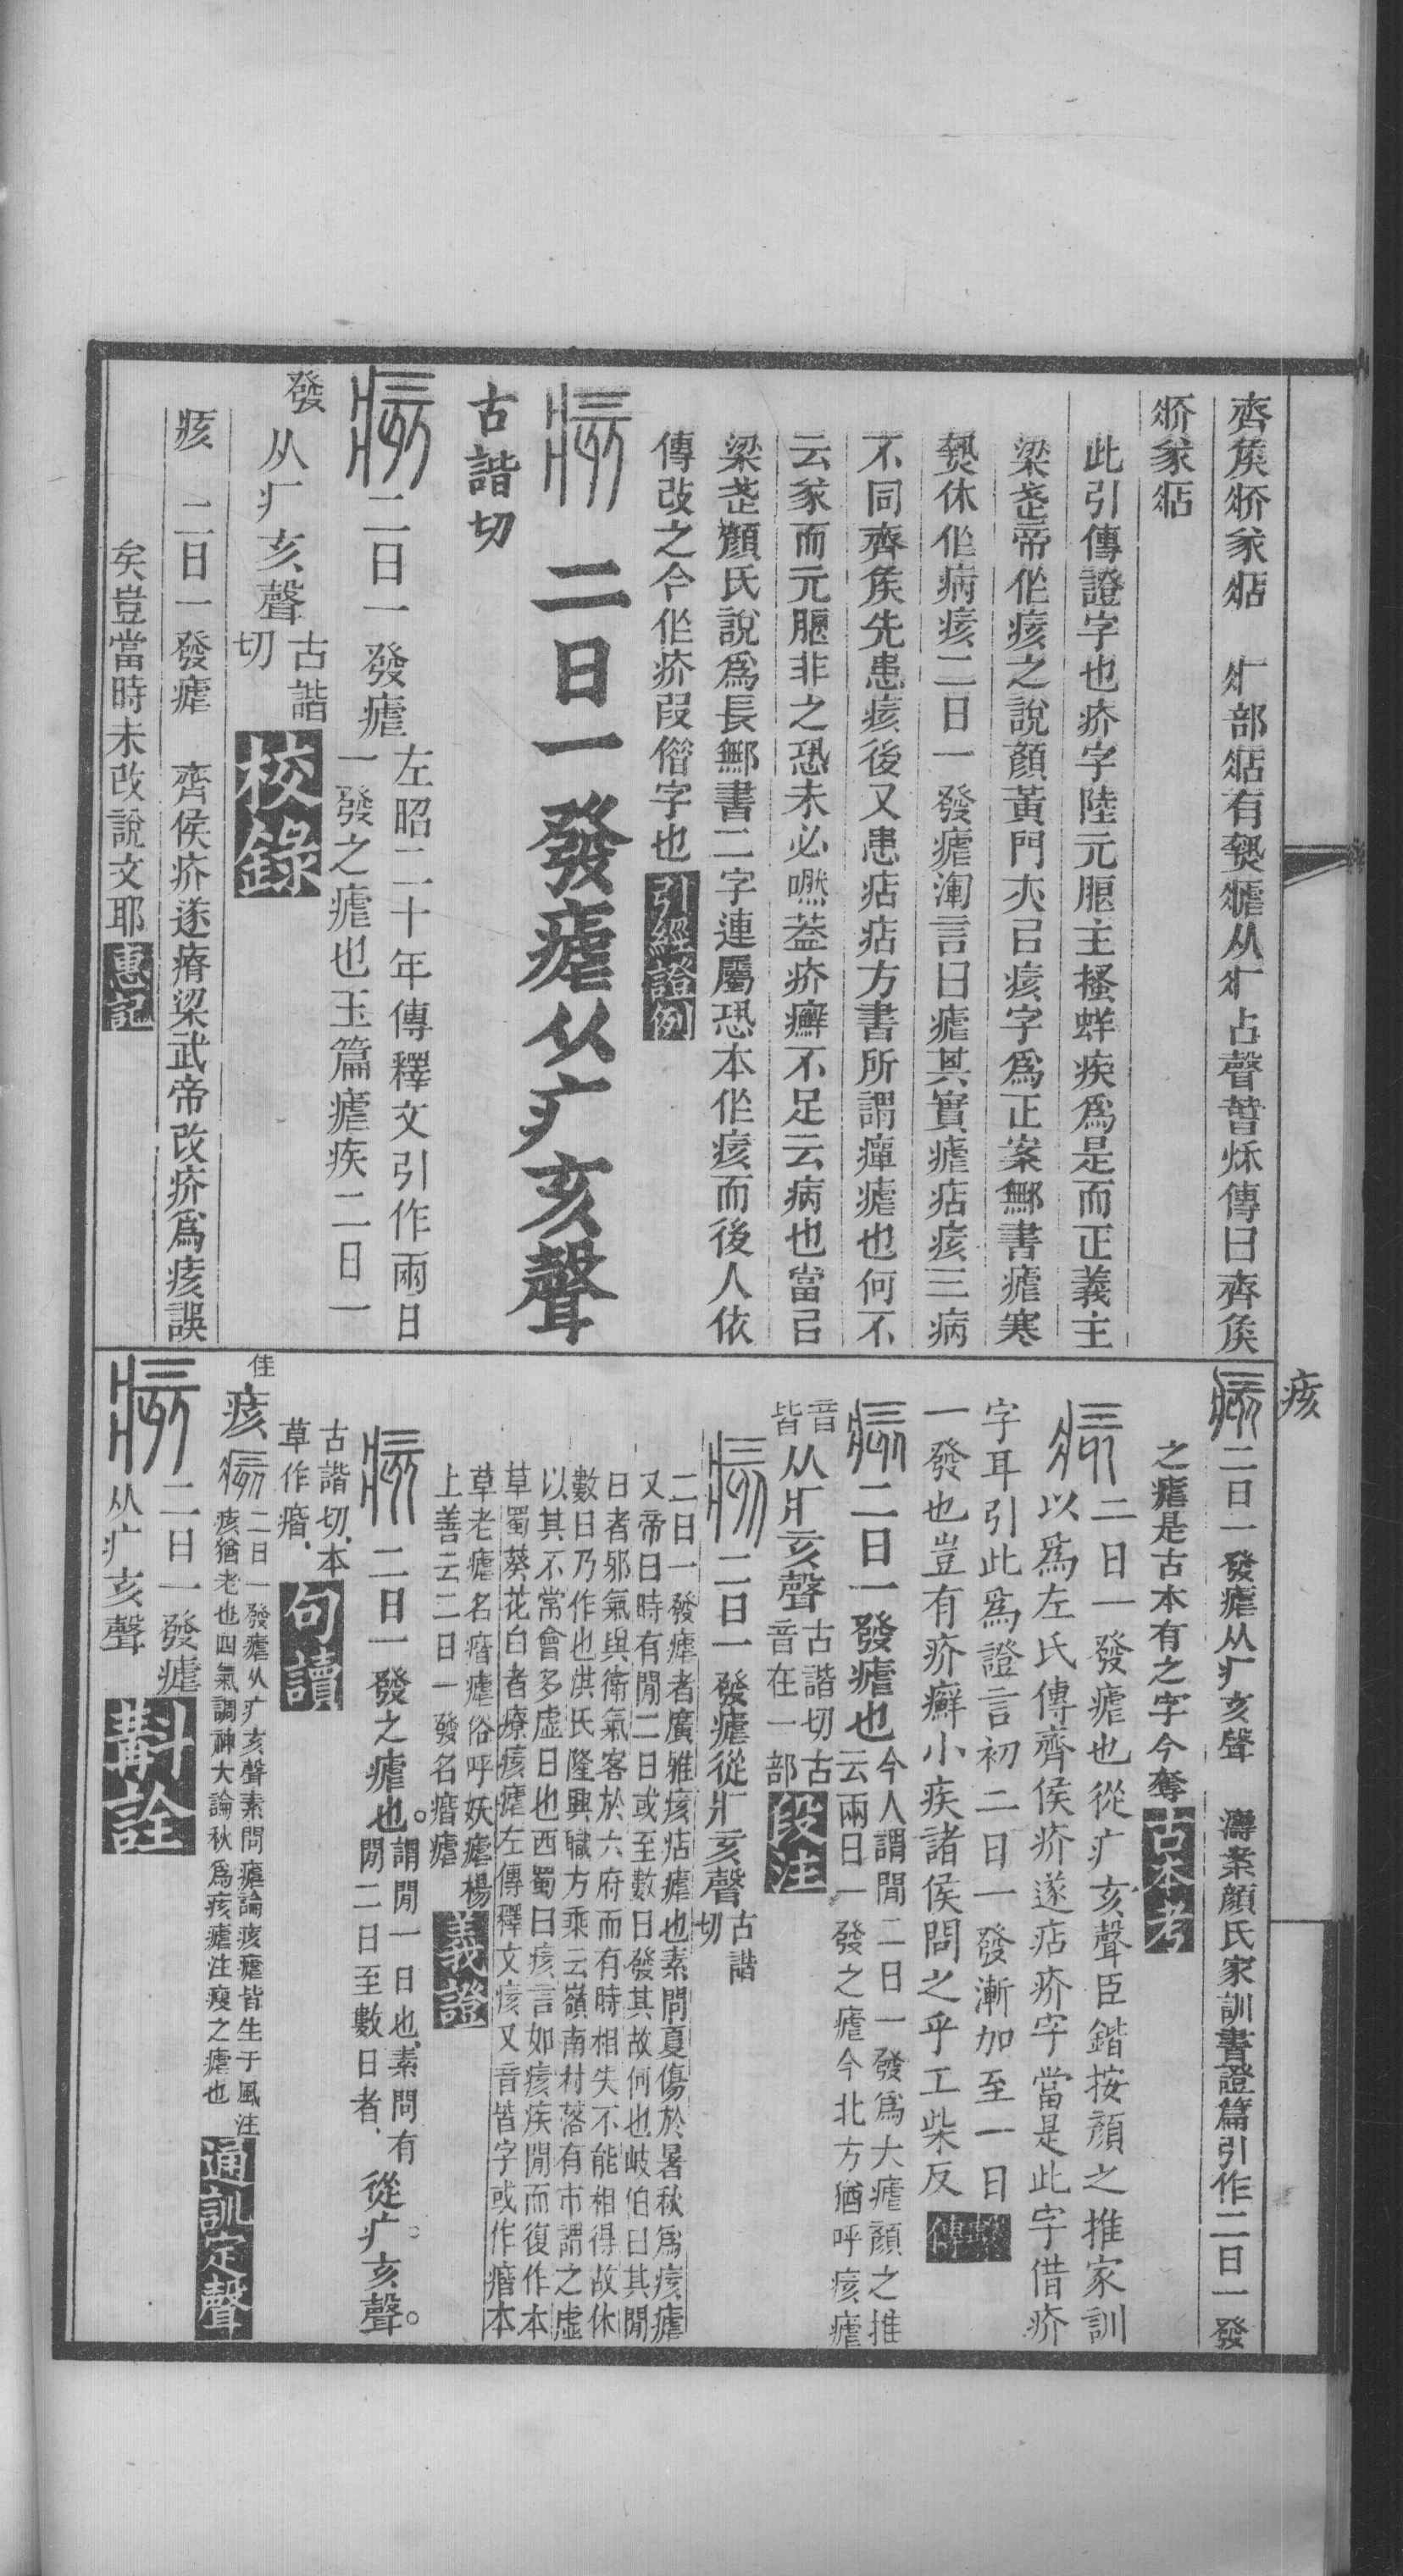 齊矦疥豙痁 疒部痁有𤍽瘧从疒占聲春秌傳曰齊矦
疥豙痁
此引傳證字也疥字陸元朗主搔蛘疾爲是而正義主
梁武帝作痎之說顏黃門亦㠯痎字爲正案鄦書瘧寒
𤍽休作病痎二日一發瘧渾言曰瘧其實瘧痁痎三病
不同齊矦先患痎後又患痁痁方書所謂癉瘧也何不
云豙而元朗非之恐未必嘫蓋疥癬不足云病也當㠯
梁武顏氏說爲長鄦書二字連屬恐本作痎而後人依
傳改之今作疥叚俗字也 引經證例
痎 二日一發瘧从疒亥聲
古諧切
痎 二日一發瘧 左昭二十年傳釋文引作兩日
一發之瘧也玉篇瘧疾二日一
發 从疒亥聲 古諧
切 校錄
痎 二日一發瘧 齊侯疥遂痁梁武帝改疥爲痎誤
矣豈當時未改說文耶 惠記
痎
痎 二日一發瘧从疒亥聲 濤案顏氏家訓書證篇引作二日一發
之瘧是古本有之字今奪 古本考
痎 二日一發瘧也從疒亥聲臣鍇按顏之推家訓
以爲左氏傳齊侯疥遂痁疥字當是此字借疥
字耳引此爲證言初二日一發漸加至一日
一發也豈有疥癬小疾諸侯問之乎工柴反 繫傳
痎 二日一發瘧也 今人謂閒二日一發爲大瘧顏之推
云兩日一發之瘧今北方猶呼痎瘧
音
皆 从疒亥聲 古諧切古
音在一部 段注
痎 二日一發瘧從疒亥聲 古諧
切
二日一發瘧者廣雅痎痁瘧也素問夏傷於暑秋爲痎瘧
又帝曰時有閒二日或至數日發其故何也岐伯曰其閒
日者邪氣與衛氣客於六府而有時相失不能相得故休
數日乃作也洪氏隆興職方乘云嶺南村落有市謂之虛
以其不常會多虛日也西蜀曰痎言如痎疾閒而復作本
草蜀葵花白者療痎瘧左傳釋文痎又音皆字或作㾬本
草老瘧名㾬瘧俗呼妖瘧楊
上善云二日一發名㾬瘧 義證
痎 二日一發之瘧也。 謂閒一日也、素問有
閒二日至數日者、 從疒。亥聲。
古諧切、本
草作㾬、 句讀
佳 痎 二日一發瘧从疒亥聲素問瘧論痎瘧皆生于風注
痎猶老也四氣調神大論秋爲痎瘧注瘦之瘧也 通訓定聲
痎 二日一發瘧
从疒亥聲 斠詮